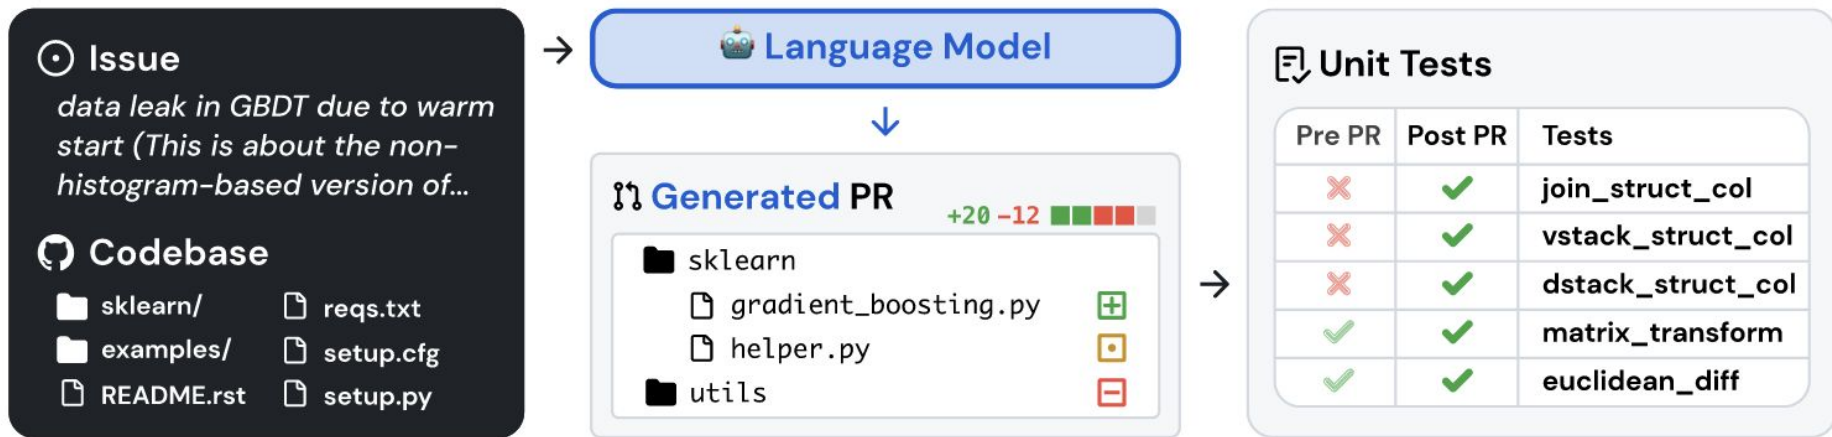 Issue
data leak in GBDT due to warm
start (This is about the non-
histogram-based version of...
Codebase
sklearn/
reqs.txt
examples/
setup.cfg
README.rst
setup.py
Language Model
Generated PR
+20 -12
sklearn
gradient_boosting.py
helper.py
utils
Unit Tests
Pre PR Post PR Tests
join_struct_col
vstack_struct_col
dstack_struct_col
matrix_transform
euclidean_diff